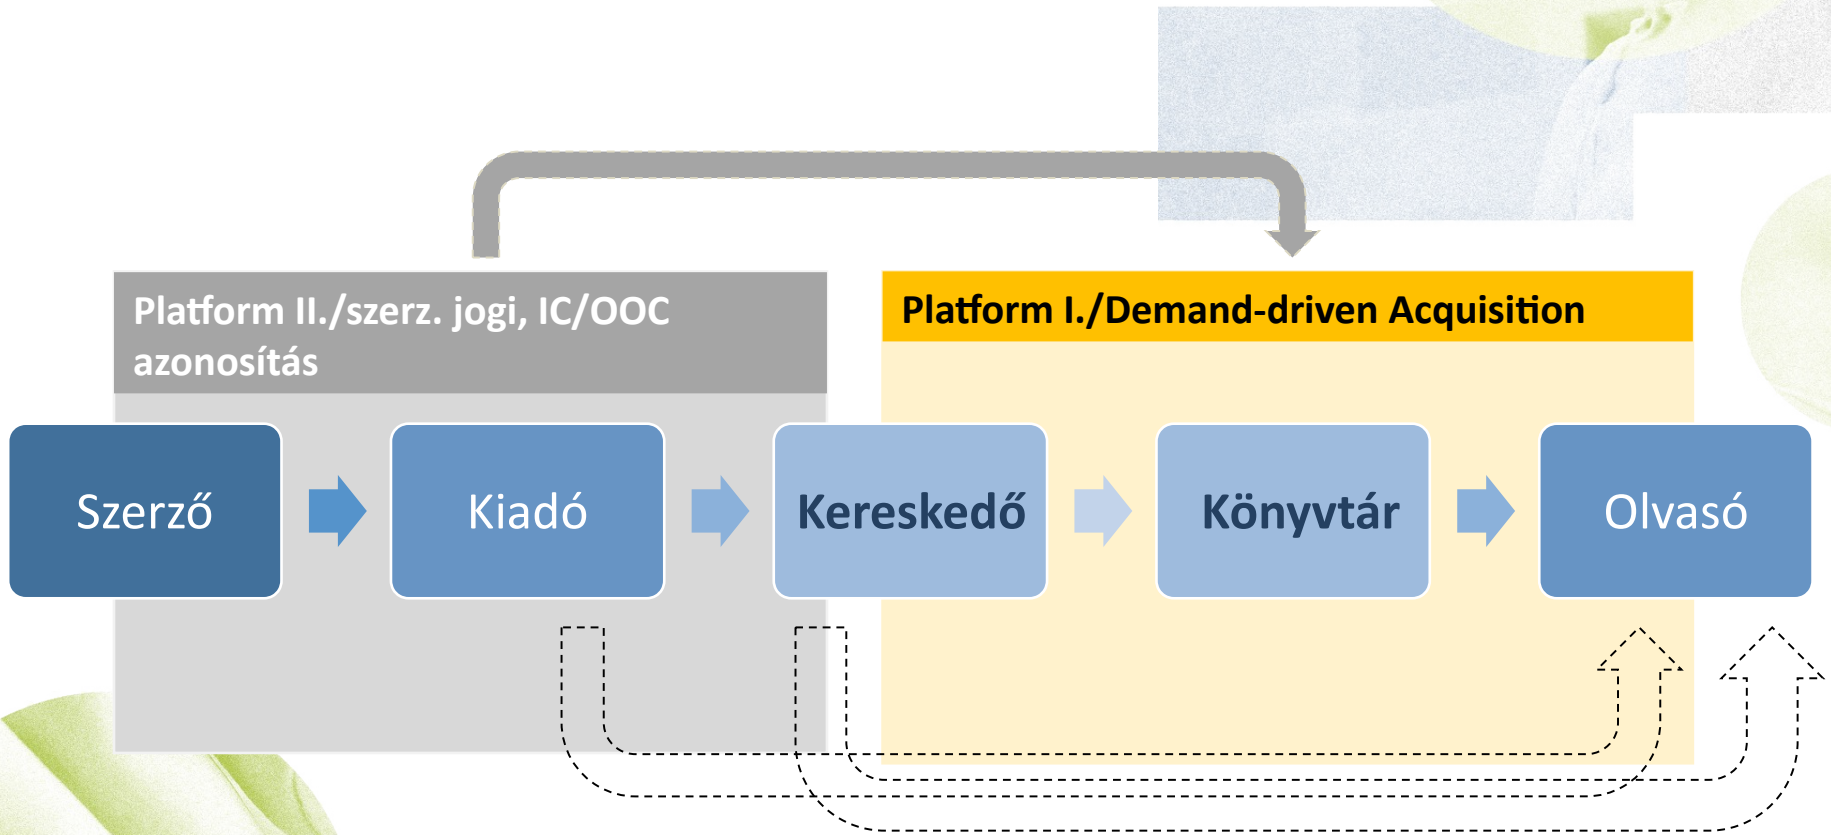 Platform II./szerz. jogi, IC/OOC
azonosítás
Platform I./Demand-driven Acquisition
Szerző
Kiadó
Kereskedő
Könyvtár
Olvasó